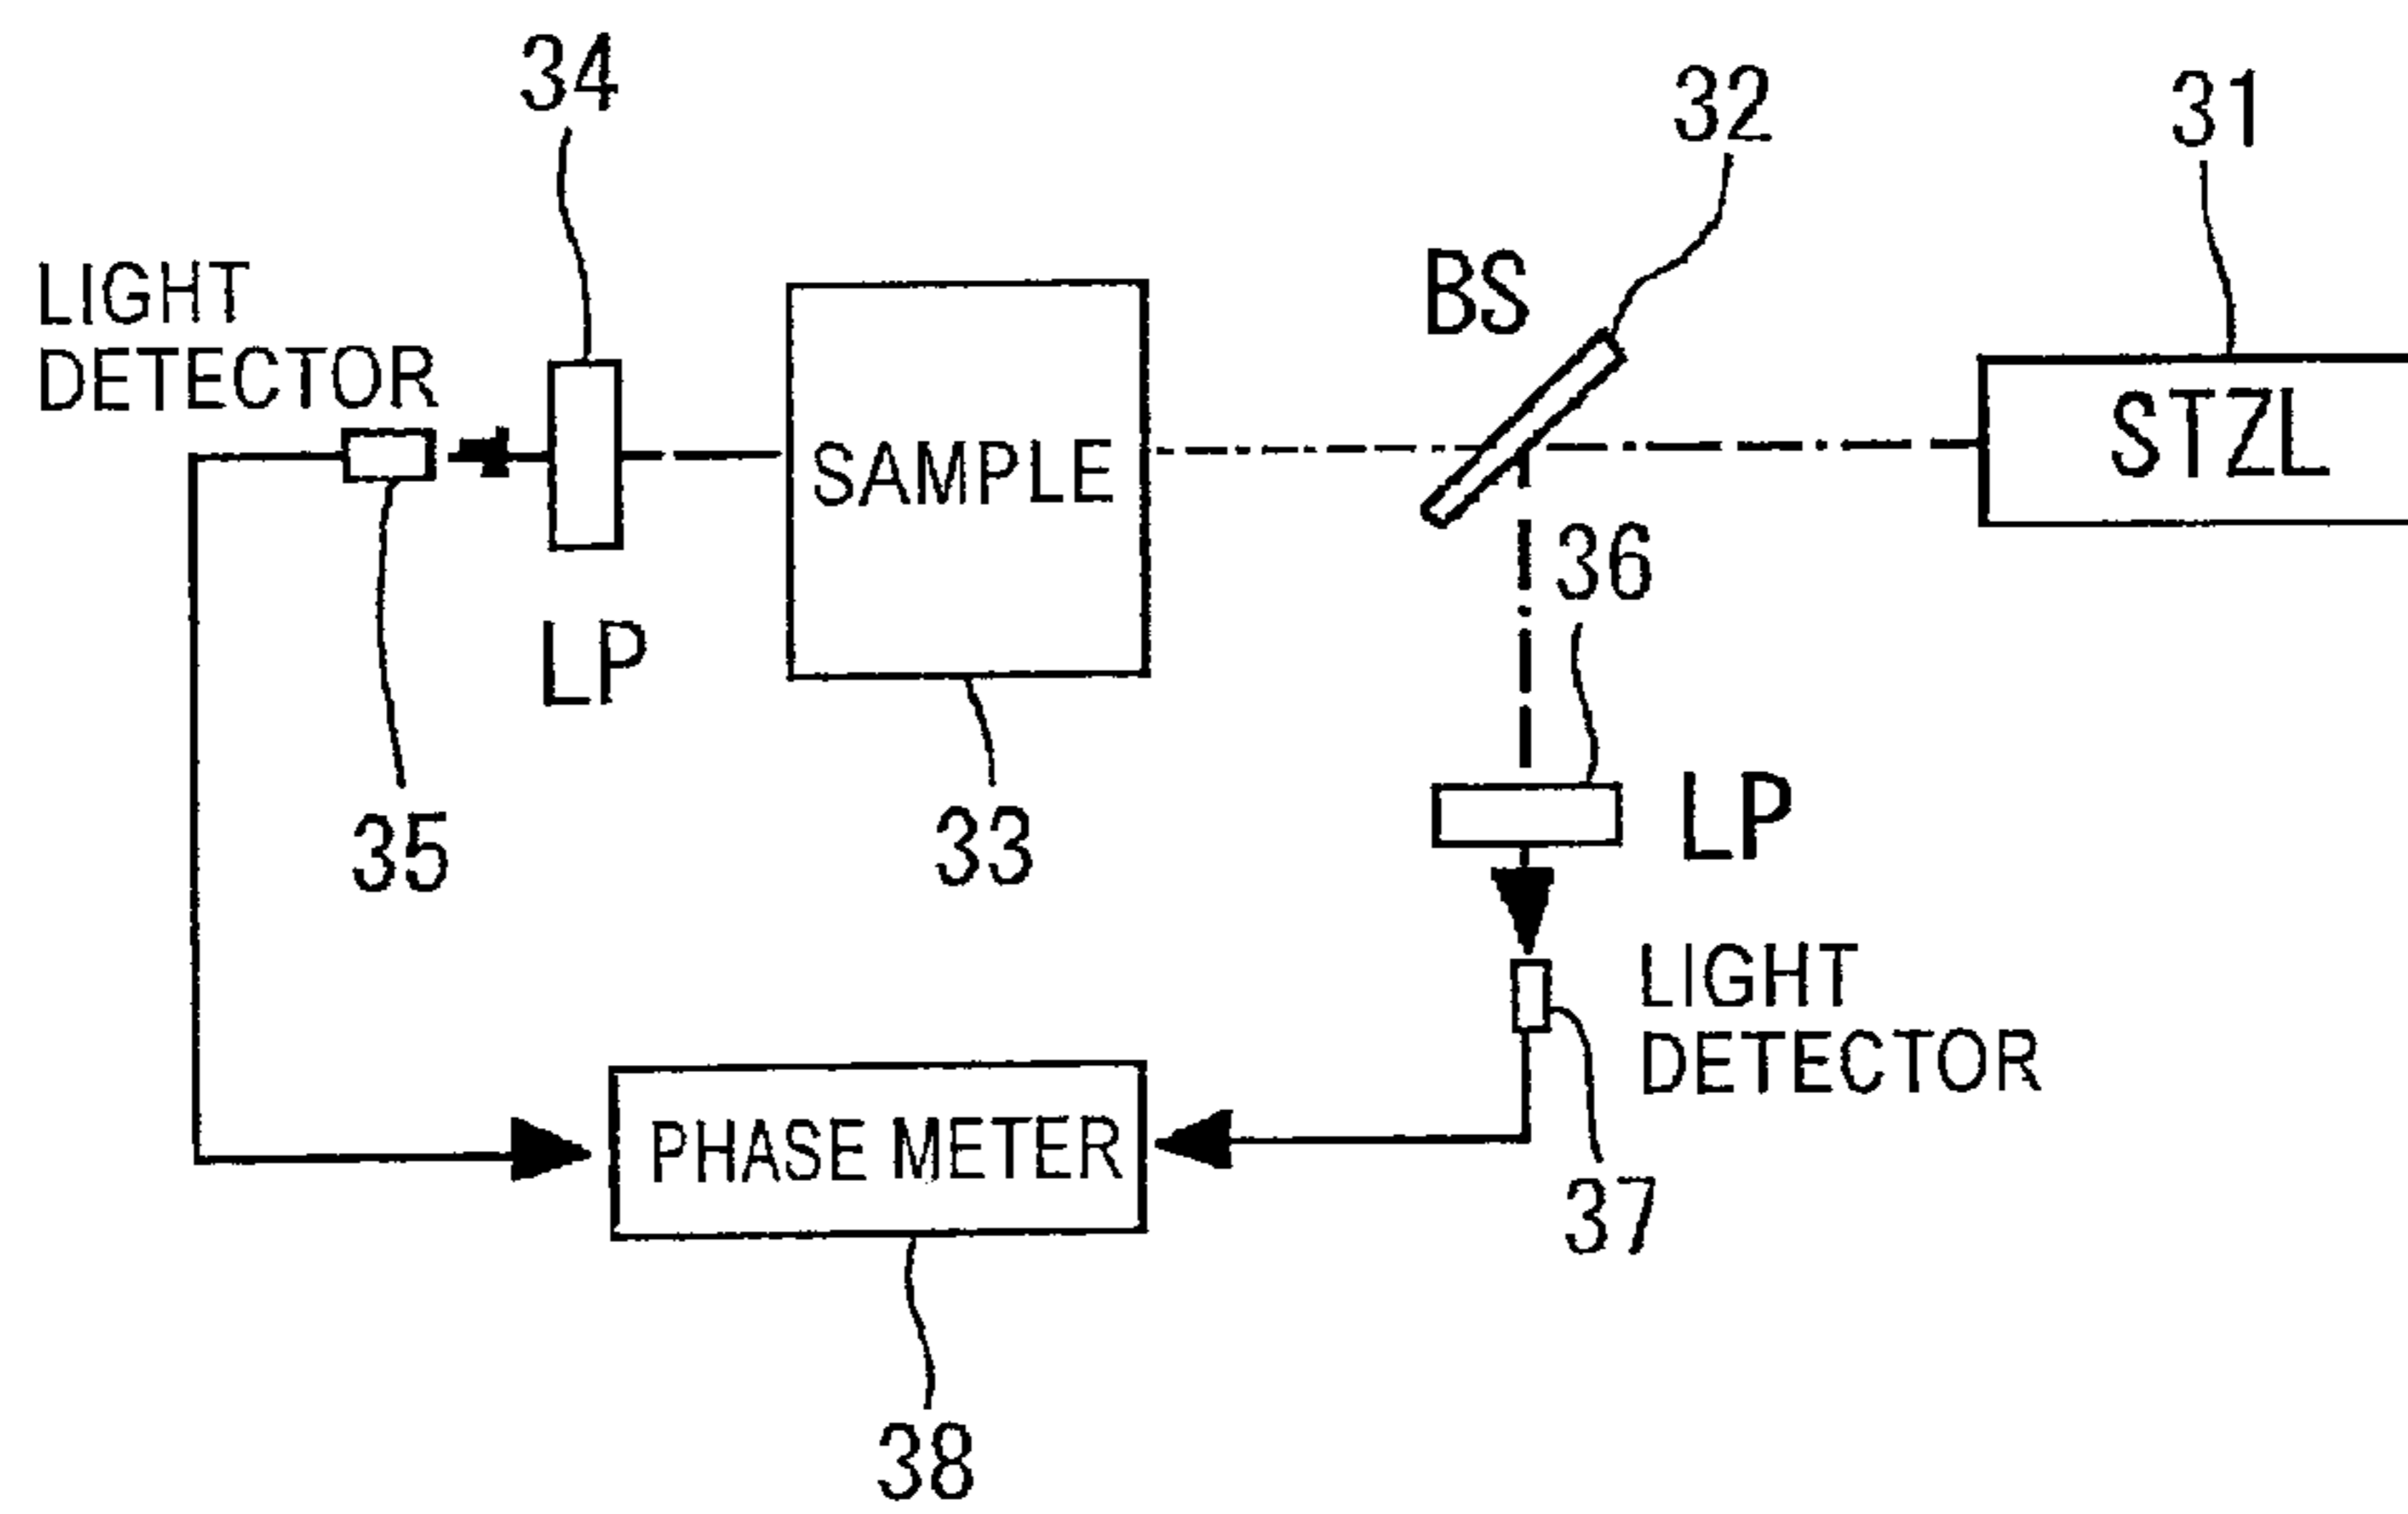 34
32
31
LIGHT
DETECTOR
BS
STZL
SAMPLE
36
LP
35
33
LP
LIGHT
DETECTOR
PHASE METER
37
38